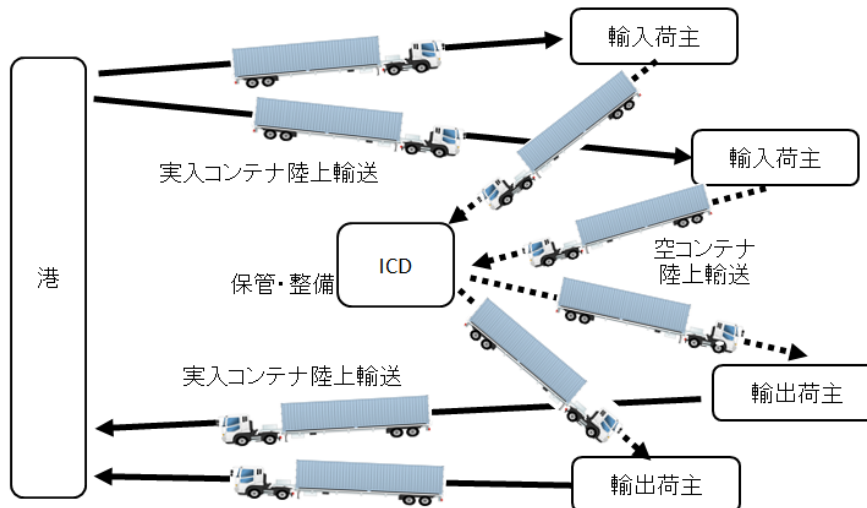 輸入荷主
輸入荷主
実入コンテナ陸上輸送
港
ICD
保管・整備
空コンテナ
陸上輸送
実入コンテナ陸上輸送
輸出荷主
輸出荷主